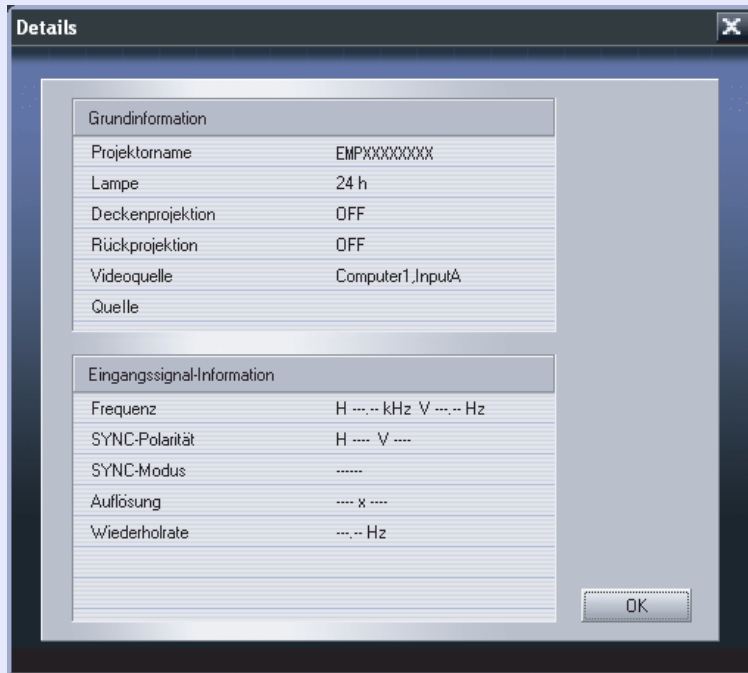 Details
Grundinformation
Projektorname EMPXXXXXXXX
Lampe 24 h
Deckenprojektion OFF
Rückprojektion OFF
Videoquelle Computer1,InputA
Quelle
Eingangssignal-Information
Frequenz H ---.-- kHz V ---.-- Hz
SYNC-Polarität H ---- V ----
SYNC-Modus ------
Auflösung ---- x ----
Wiederholrate ---.-- Hz
OK